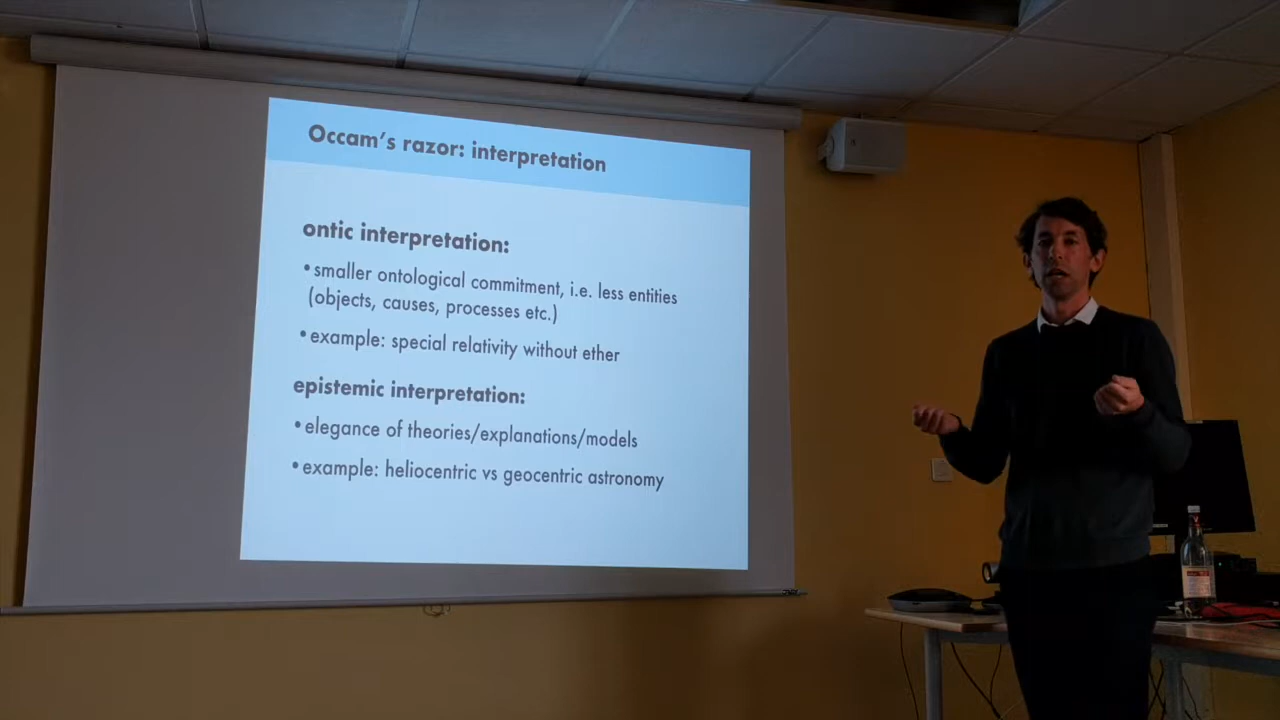 Occam's razor: interpretation
ontic interpretation:
•smaller ontological commitment, i.e. less entities
(objects, causes, processes etc.)
•example: special relativity without ether
epistemic interpretation:
•elegance of theories/explanations/models
•example: heliocentric vs geocentric astronomy